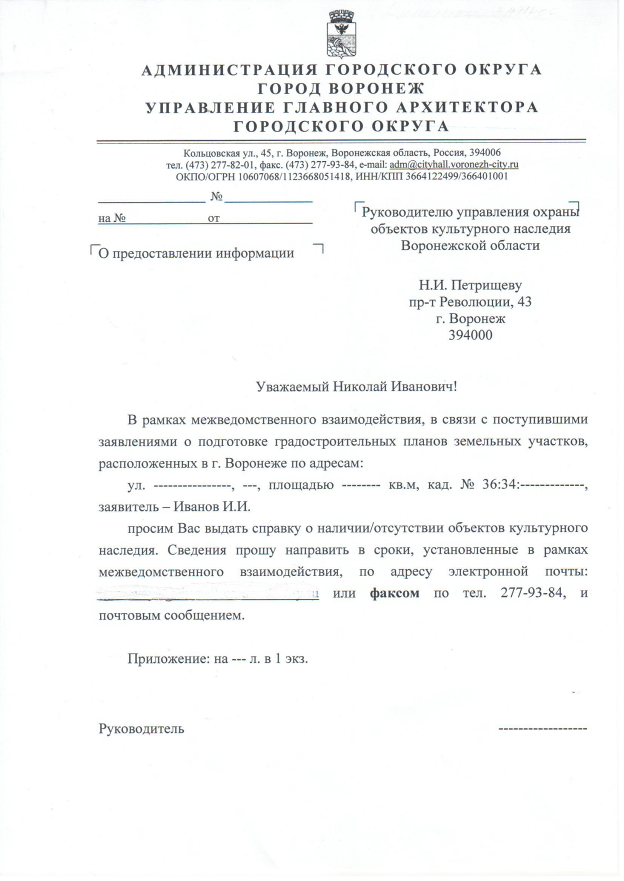 АДМИНИСТРАЦИЯ ГОРОДСКОГО ОКРУГА
ГОРОД ВОРОНЕЖ
УПРАВЛЕНИЕ ГЛАВНОГО АРХИТЕКТОРА
ГОРОДСКОГО ОКРУГА
Кольцовская ул., 45, г. Воронеж, Воронежская область, Россия, 394006
тел. (473) 277-82-01, факс. (473) 277-93-84, e-mail: adm@cityhall.voronezh-city.ru
ОКПО/ОГРН 10607068/1123668051418, ИНН/КПП 3664122499/366401001
№
на № от
О предоставлении информации
Руководителю управления охраны
объектов культурного наследия
Воронежской области
Н.И. Петрищеву
пр-т Революции, 43
г. Воронеж
394000
Уважаемый Николай Иванович!
В рамках межведомственного взаимодействия, в связи с поступившими
заявлениями о подготовке градостроительных планов земельных участков,
расположенных в г. Воронеже по адресам:
ул. ----------------, ---, площадью -------- кв.м, кад. № 36:34:-------------,
заявитель – Иванов И.И.
просим Вас выдать справку о наличии/отсутствии объектов культурного
наследия. Сведения прошу направить в сроки, установленные в рамках
межведомственного взаимодействия, по адресу электронной почты:
или факсом по тел. 277-93-84, и
почтовым сообщением.
Приложение: на --- л. в 1 экз.
Руководитель ------------------